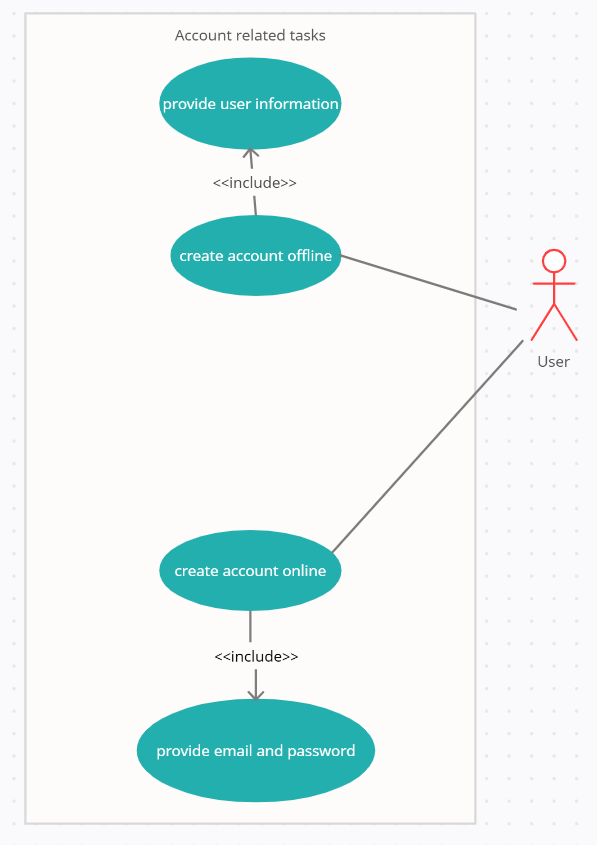 Account related tasks
provide user information
<<include>>
create account offline
User
create account online
<<include>>
provide email and password